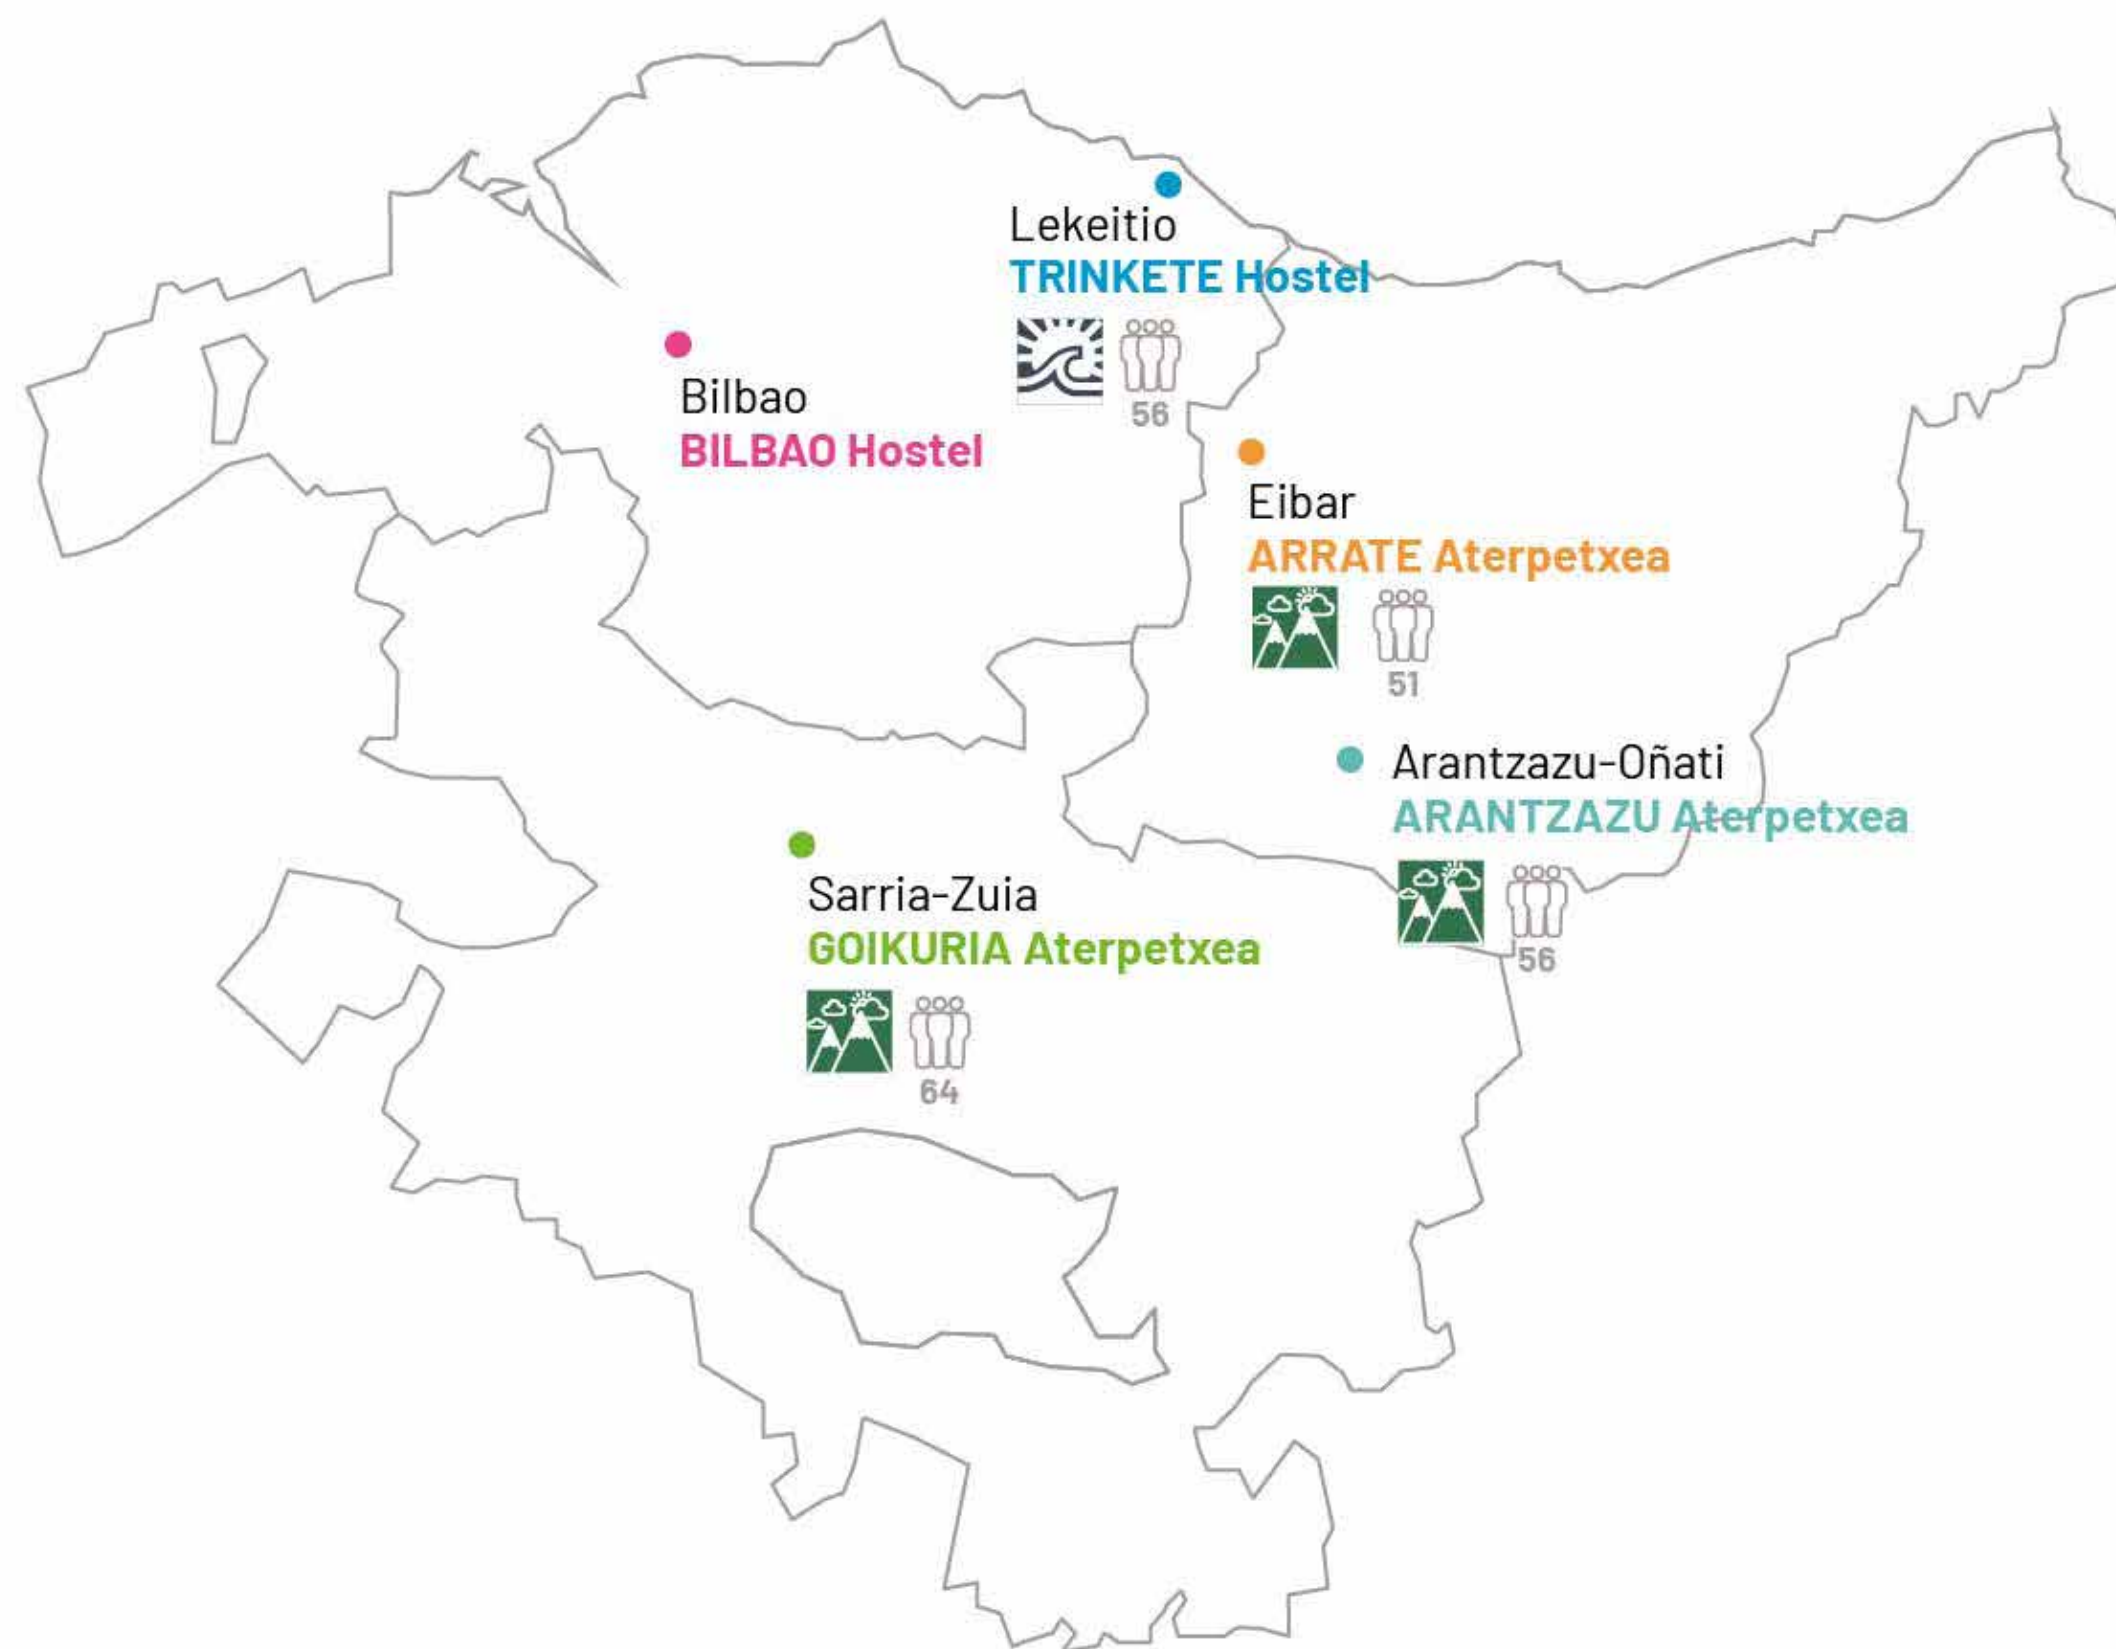 Lekeitio
TRINKETE Hostel
56
Bilbao
BILBAO Hostel
Eibar
ARRATE Aterpetxea
51
Arantzazu-Oñati
ARANTZAZU Aterpetxea
56
Sarria-Zuia
GOIKURIA Aterpetxea
64